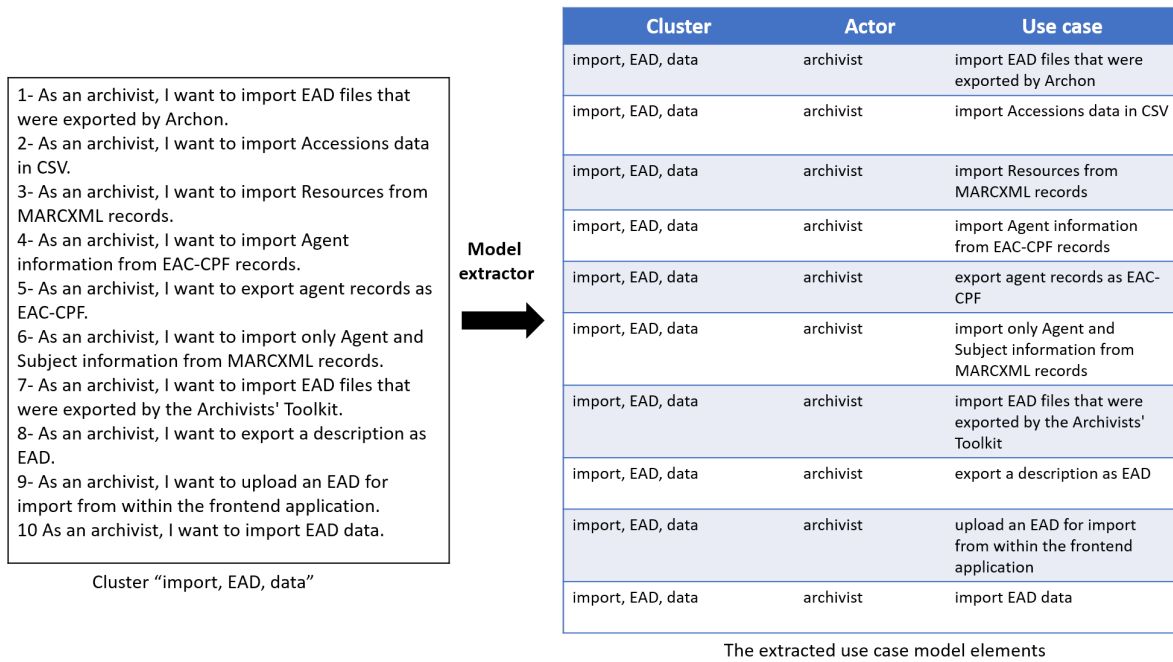 1- As an archivist, I want to import EAD files that
were exported by Archon.
2- As an archivist, I want to import Accessions data
in CSV.
3- As an archivist, I want to import Resources from
MARCXML records.
4- As an archivist, I want to import Agent
information from EAC-CPF records.
5- As an archivist, I want to export agent records as
EAC-CPF.
6- As an archivist, I want to import only Agent and
Subject information from MARCXML records.
7- As an archivist, I want to import EAD files that
were exported by the Archivists' Toolkit.
8- As an archivist, I want to export a description as
EAD.
9- As an archivist, I want to upload an EAD for
import from within the frontend application.
10 As an archivist, I want to import EAD data.
Cluster “import, EAD, data”
Model
extractor
Cluster Actor Use case
import, EAD, data archivist import EAD files that were
exported by Archon
import, EAD, data archivist import Accessions data in CSV
import, EAD, data archivist import Resources from
MARCXML records
import, EAD, data archivist import Agent information
from EAC-CPF records
import, EAD, data archivist export agent records as EAC-
CPF
import, EAD, data archivist import only Agent and
Subject information from
MARCXML records
import, EAD, data archivist import EAD files that were
exported by the Archivists'
Toolkit
import, EAD, data archivist export a description as EAD
import, EAD, data archivist upload an EAD for import
from within the frontend
application
import, EAD, data archivist import EAD data
The extracted use case model elements